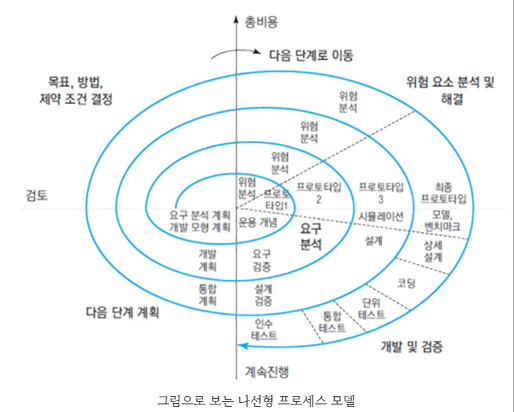 총비용
다음 단계로 이동
목표, 방법,
제약 조건 결정
위험 요소 분석 및
해결
위험
분석
위험
분석
위험
분석
위험
분석
프로토
타입1
프로토타입
2
프로토타입
3
최종
프로토타입
검토
요구 분석 계획
개발 모형 계획
운용 개념
요구
분석
시뮬레이션
모델,
벤치마크
설계
상세
설계
개발
계획
요구
검증
코딩
통합
계획
설계
검증
단위
테스트
통합
테스트
인수
테스트
다음 단계 계획
개발 및 검증
계속진행
그림으로 보는 나선형 프로세스 모델